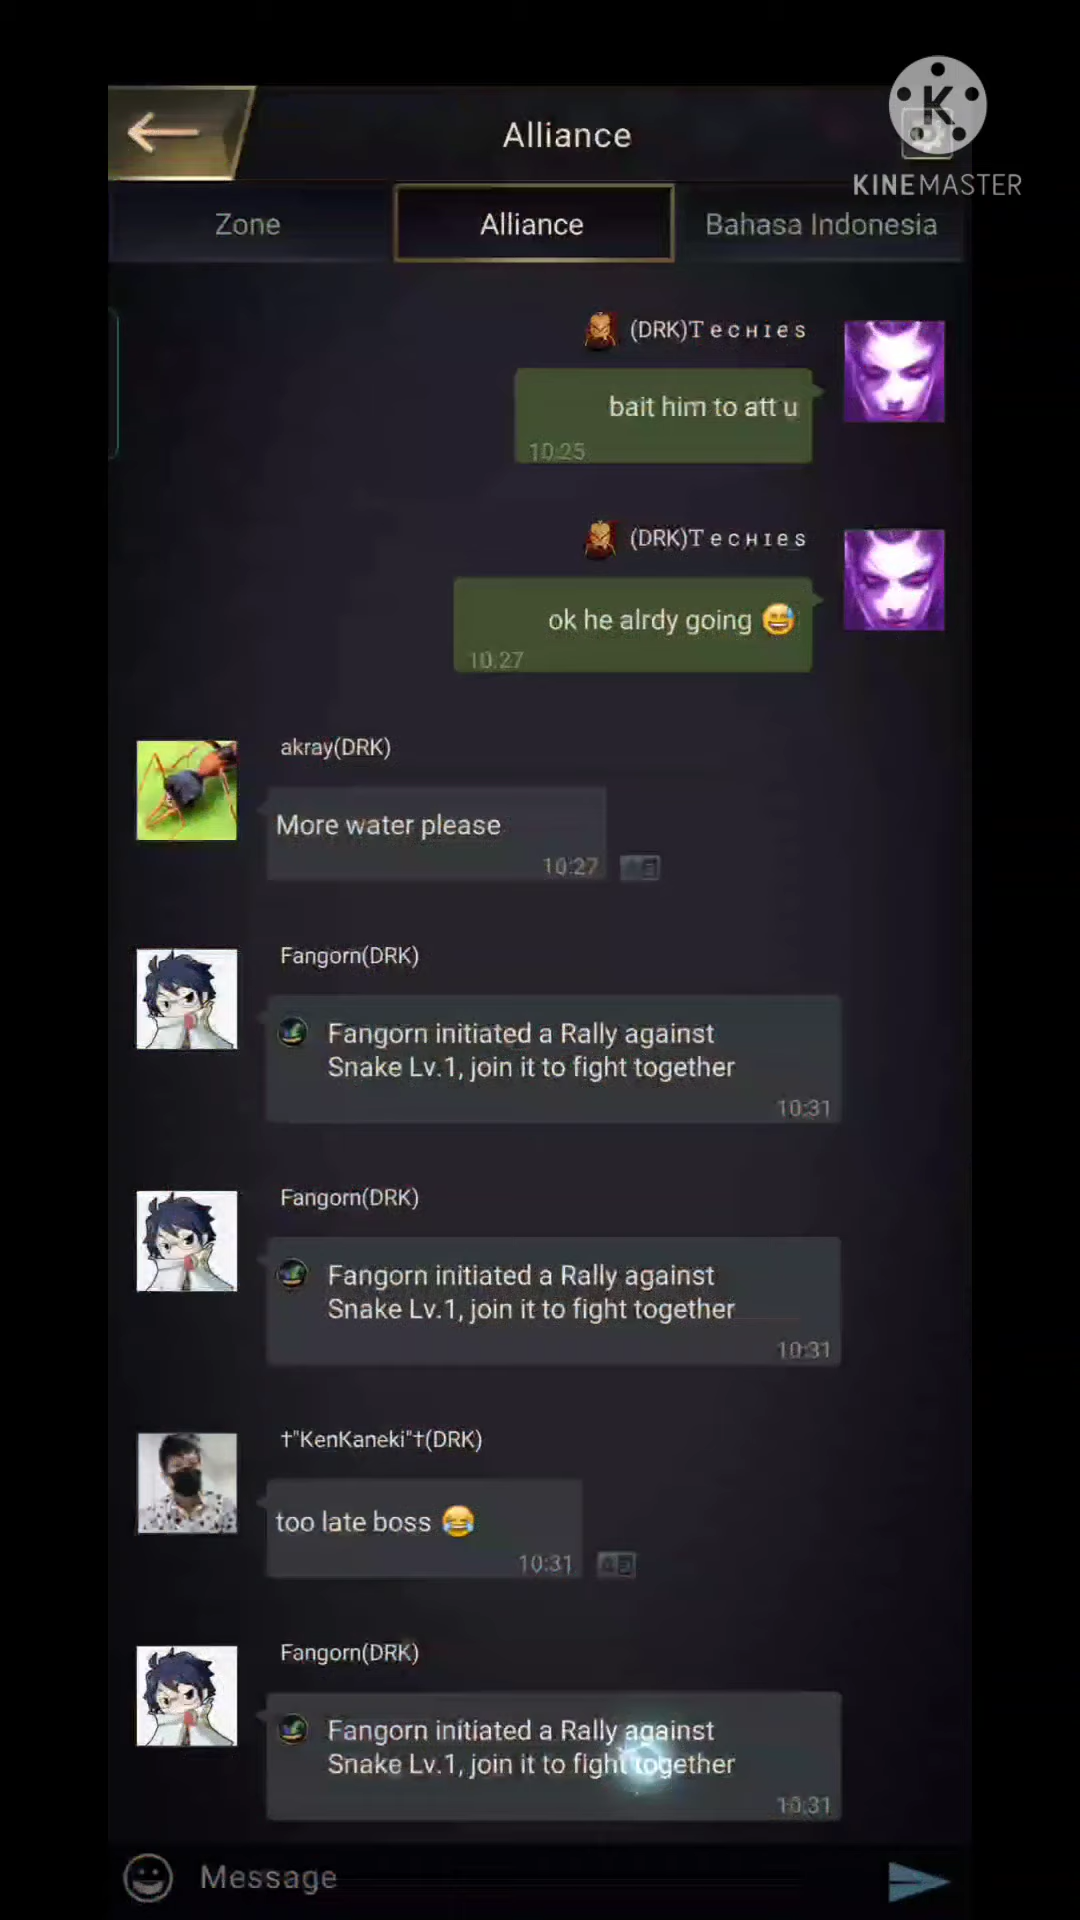 KINEMASTER
Alliance
Zone
Alliance
Bahasa Indonesia
(DRK)Tᴇᴄʜɪᴇs
bait him to att u
10:25
(DRK)Tᴇᴄʜɪᴇs
ok he alrdy going 😅
10:27
akray(DRK)
More water please
10:27
Fangorn(DRK)
Fangorn initiated a Rally against
Snake Lv.1, join it to fight together
10:31
Fangorn(DRK)
Fangorn initiated a Rally against
Snake Lv.1, join it to fight together
10:31
†"KenKaneki"†(DRK)
too late boss 😂
10:31
Fangorn(DRK)
Fangorn initiated a Rally against
Snake Lv.1, join it to fight together
10:31
Message